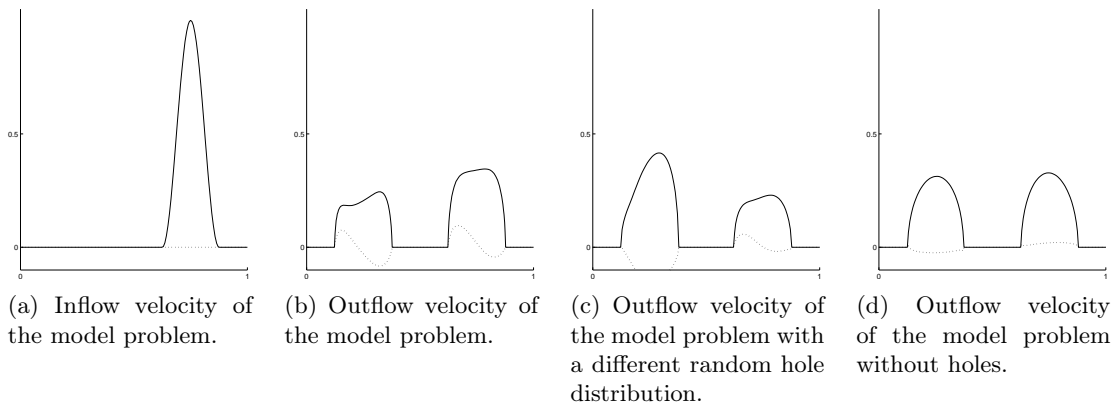 0.5
0
0
1
0.5
0
0
1
0.5
0
0
1
0.5
0
0
1
(a) Inflow velocity of
the model problem.
(b) Outflow velocity of
the model problem.
(c) Outflow velocity of
the model problem with
a different random hole
distribution.
(d) Outflow velocity
of the model problem
without holes.